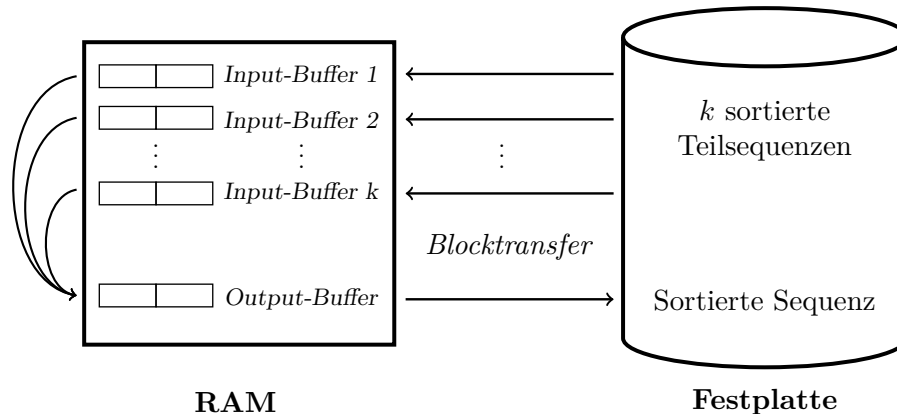 Input-Buffer 1
Input-Buffer 2
Input-Buffer k
Output-Buffer
Blocktransfer
k sortierte
Teilsequenzen
Sortierte Sequenz
RAM
Festplatte